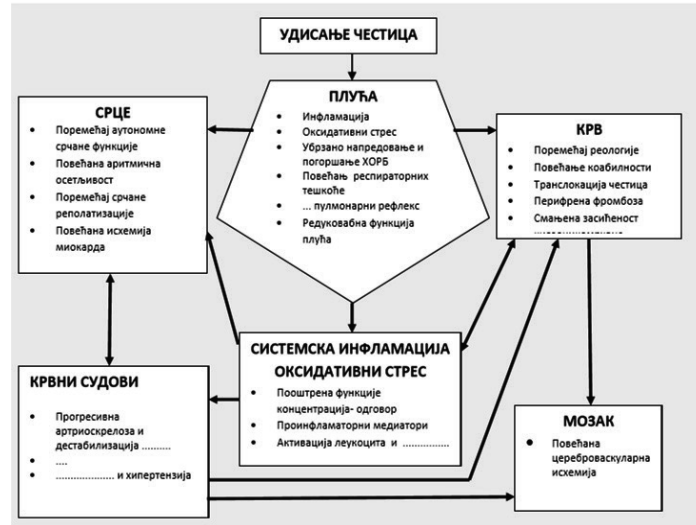 УДИСАЊЕ ЧЕСТИЦА
ПЛУЋА
• Инфламација
• Оксидативни стрес
• Убрзано напредовање и
погоршање ХОРБ
• Повећањ респираторних
тешкоће
• ... пулмонарни рефлекс
• Редуковабна функција
плућа
СРЦЕ
• Поремећај аутономне
срчане функције
• Повећана аритмична
осетљивост
• Поремећај срчане
реполатизације
• Повећана исхемија
миокарда
КРВ
• Поремећај реологије
• Повећање коабилности
• Транслокација честица
• Перифрена фромбоза
• Смањена засићеност
СИСТЕМСКА ИНФЛАМАЦИЈА
ОКСИДАТИВНИ СТРЕС
• Пооштрена функције
концентрација- одговор
• Проинфламаторни медиатори
• Активација леукоцита и ...............
КРВНИ СУДОВИ
• Прогресивна
артриоскрелоза и
дестабилизација ..........
• ....
• ..................... и хипертензија
МОЗАК
• Повећана
цереброваскуларна
исхемија